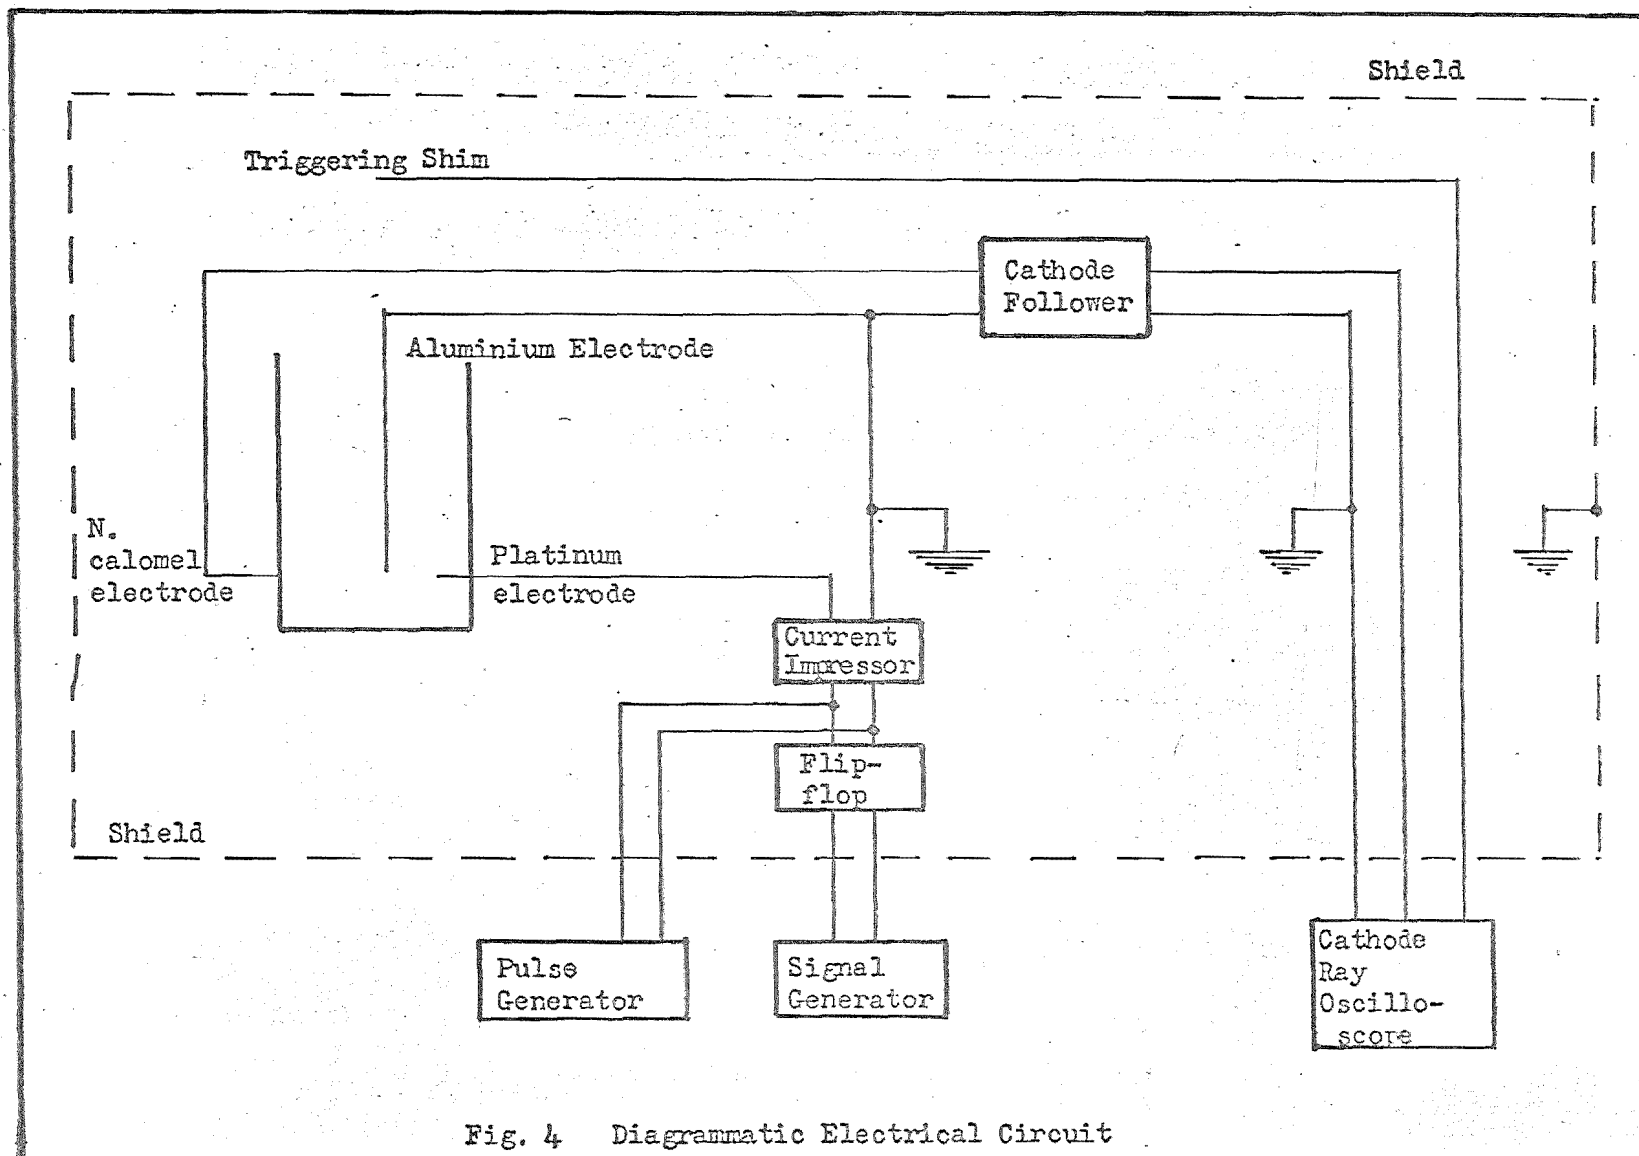 Shield
Triggering Shim
Cathode
Follower
Aluminium Electrode
N.
calomel
electrode
Platinum
electrode
Current
Impressor
Flip-
flop
Shield
Pulse
Generator
Signal
Generator
Cathode
Ray
Oscillo-
scope
Fig. 4 Diagrammatic Electrical Circuit